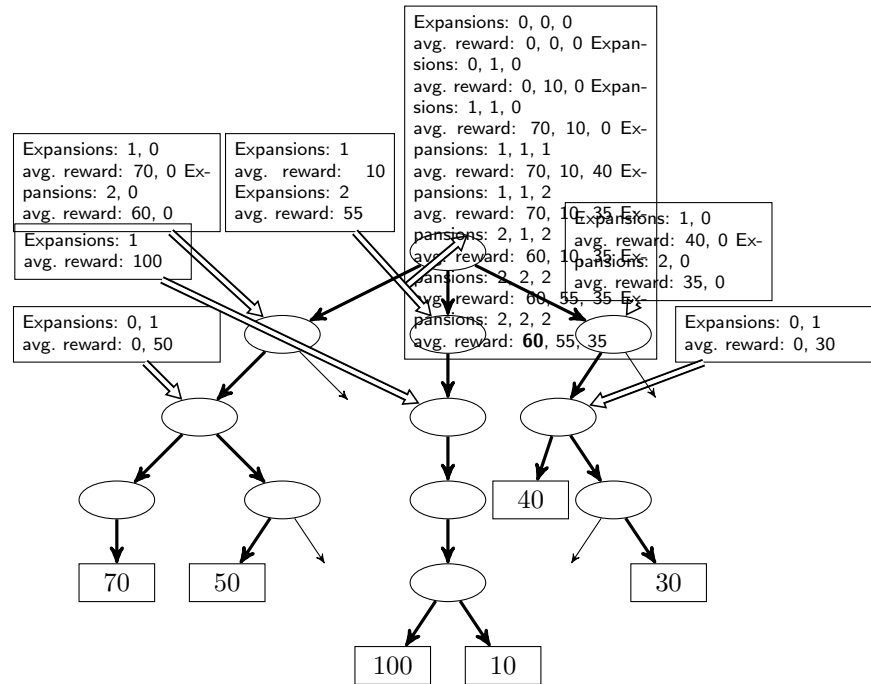 Expansions: 0, 0, 0
avg. reward: 0, 0, 0 Expan-
sions: 0, 1, 0
avg. reward: 0, 10, 0 Expan-
sions: 1, 1, 0
avg. reward: 70, 10, 0 Ex-
pansions: 1, 1, 1
avg. reward: 70, 10, 40 Ex-
pansions: 1, 1, 2
avg. reward: 70, 10, 35 Ex-
pansions: 2, 1, 2
avg. reward: 60, 10, 35 Ex-
pansions: 2, 2, 2
avg. reward: 60, 55, 35 Ex-
pansions: 2, 2, 2
avg. reward: 60, 55, 35
Expansions: 1, 0
avg. reward: 70, 0 Ex-
pansions: 2, 0
avg. reward: 60, 0
Expansions: 1
avg. reward: 10
Expansions: 2
avg. reward: 55
Expansions: 1, 0
avg. reward: 40, 0 Ex-
pansions: 2, 0
avg. reward: 35, 0
Expansions: 1
avg. reward: 100
Expansions: 0, 1
avg. reward: 0, 50
Expansions: 0, 1
avg. reward: 0, 30
40
70
50
30
100
10